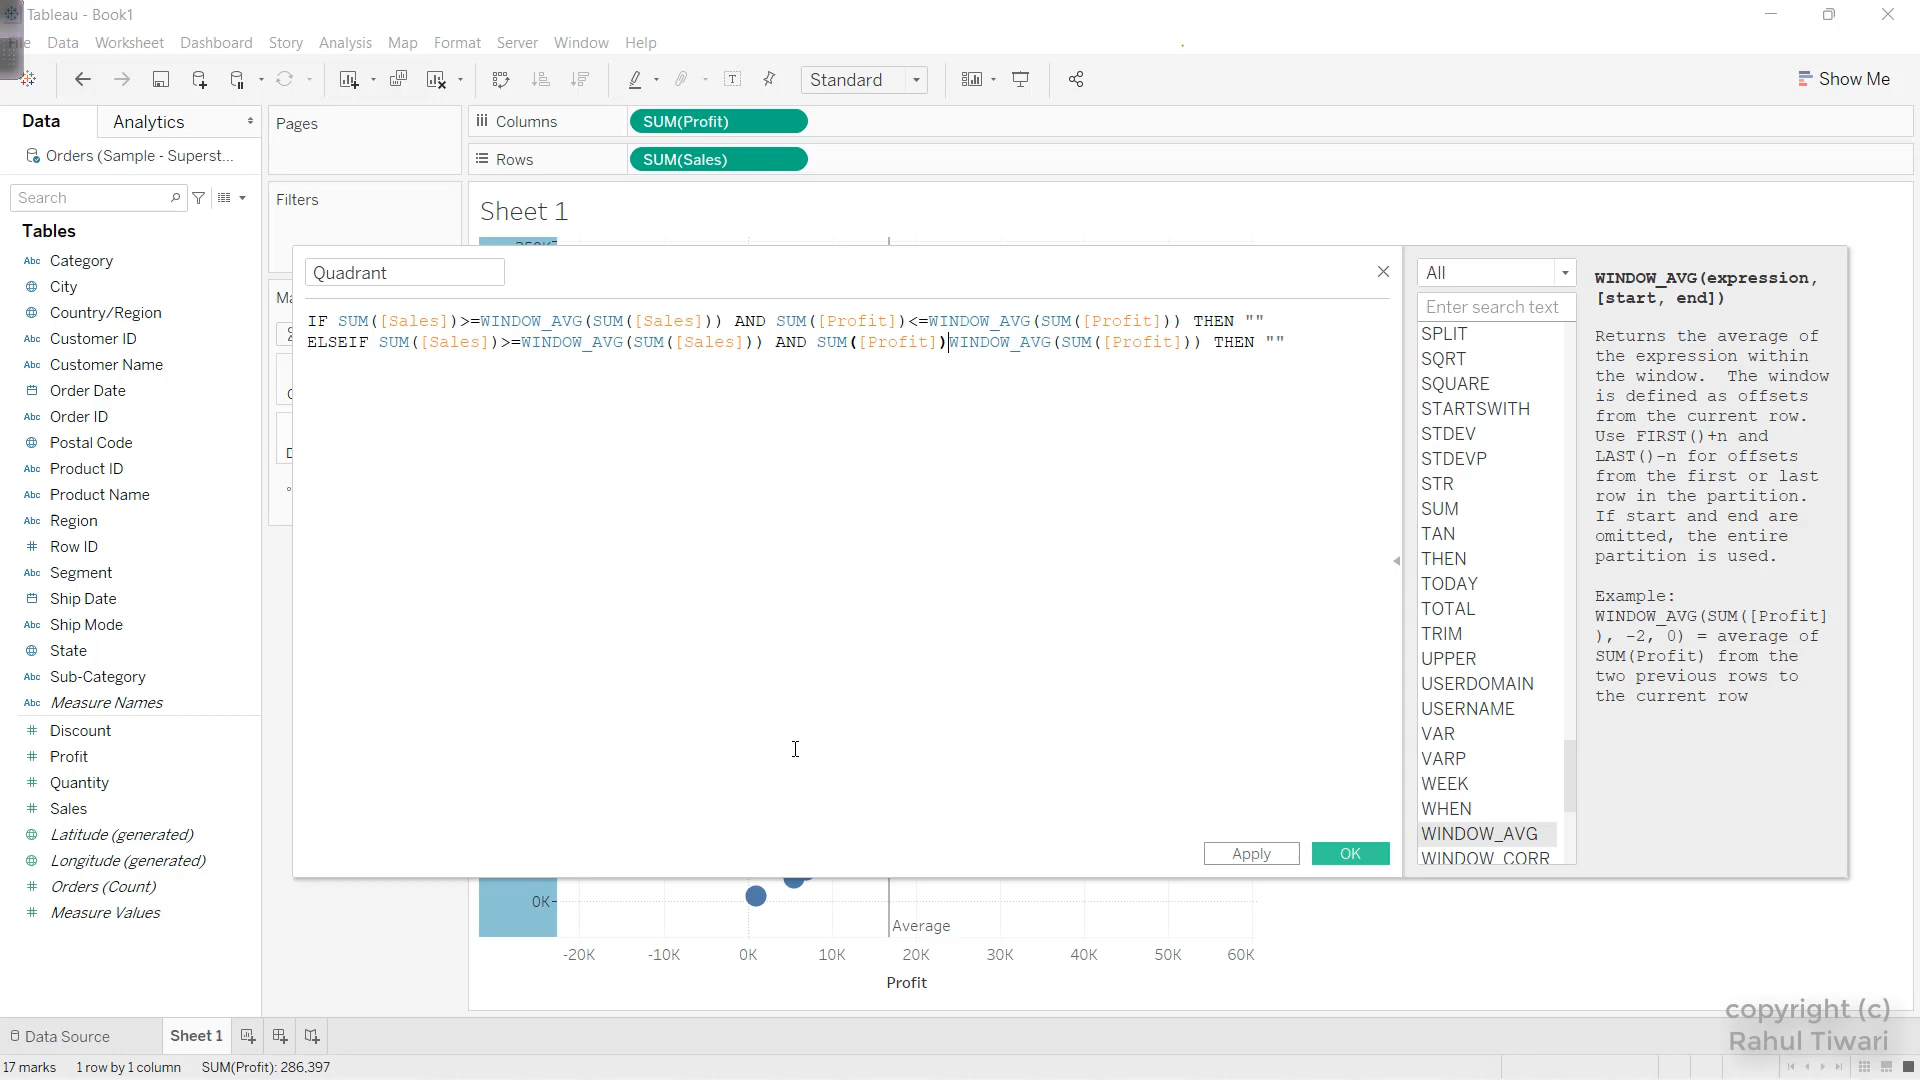 Tableau - Book1
Data Worksheet Dashboard Story Analysis Map Format Server Window Help
Standard
Show Me
Data
Analytics
Pages
Columns
SUM(Profit)
Orders (Sample - Superst...
Rows
SUM(Sales)
Search
Filters
Sheet 1
Tables
Category
City
Country/Region
Customer ID
Customer Name
Order Date
Order ID
Postal Code
Product ID
Product Name
Region
Row ID
Segment
Ship Date
Ship Mode
State
Sub-Category
Measure Names
Discount
Profit
Quantity
Sales
Latitude (generated)
Longitude (generated)
Orders (Count)
Measure Values
Quadrant
IF SUM([Sales])>=WINDOW_AVG(SUM([Sales])) AND SUM([Profit])<=WINDOW_AVG(SUM([Profit])) THEN ""
ELSEIF SUM([Sales])>=WINDOW_AVG(SUM([Sales])) AND SUM([Profit])WINDOW_AVG(SUM([Profit])) THEN ""
Apply
OK
All
Enter search text
SPLIT
SQRT
SQUARE
STARTSWITH
STDEV
STDEVP
STR
SUM
TAN
THEN
TODAY
TOTAL
TRIM
UPPER
USERDOMAIN
USERNAME
VAR
VARP
WEEK
WHEN
WINDOW_AVG
WINDOW_CORR
WINDOW_AVG(expression,
[start, end])
Returns the average of
the expression within
the window. The window
is defined as offsets
from the current row.
Use FIRST()+n and
LAST()-n for offsets
from the first or last
row in the partition.
If start and end are
omitted, the entire
partition is used.
Example:
WINDOW_AVG(SUM([Profit]
), -2, 0) = average of
SUM(Profit) from the
two previous rows to
the current row
0K
Average
-20K -10K 0K 10K 20K 30K 40K 50K 60K
Profit
copyright (c)
Rahul Tiwari
Data Source
Sheet 1
17 marks 1 row by 1 column SUM(Profit): 286,397